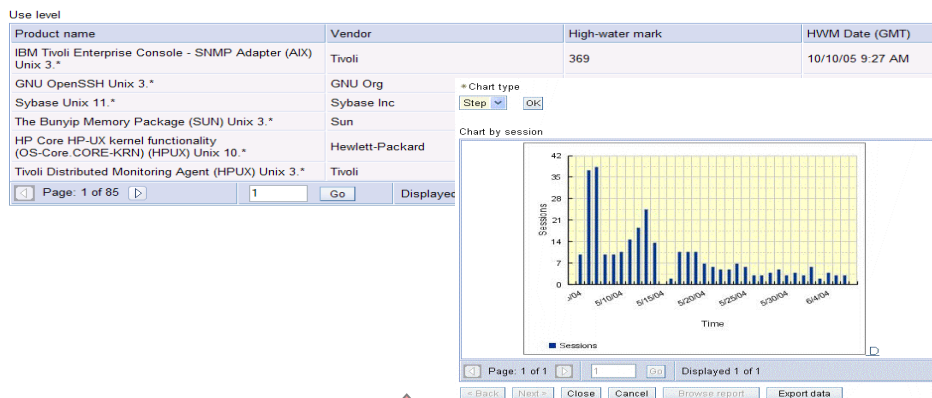 Use level
Product name Vendor High-water mark HWM Date (GMT)
IBM Tivoli Enterprise Console - SNMP Adapter (AIX)
Unix 3.* Tivoli 369 10/10/05 9:27 AM
GNU OpenSSH Unix 3.* GNU Org
Sybase Unix 11.* Sybase Inc
The Bunyip Memory Package (SUN) Unix 3.* Sun
HP Core HP-UX kernel functionality
(OS-Core.CORE-KRN) (HPUX) Unix 10.* Hewlett-Packard
Tivoli Distributed Monitoring Agent (HPUX) Unix 3.* Tivoli
Page: 1 of 85 1 Go Displayed
*Chart type
Step OK
Chart by session
42
35
28
21
14
7
0
Sessions
5/10/04 5/15/04 5/20/04 5/25/04 5/30/04 6/4/04
Time
Sessions
D
Page: 1 of 1 1 Go Displayed 1 of 1
< Back Next > Close Cancel Browse report Export data